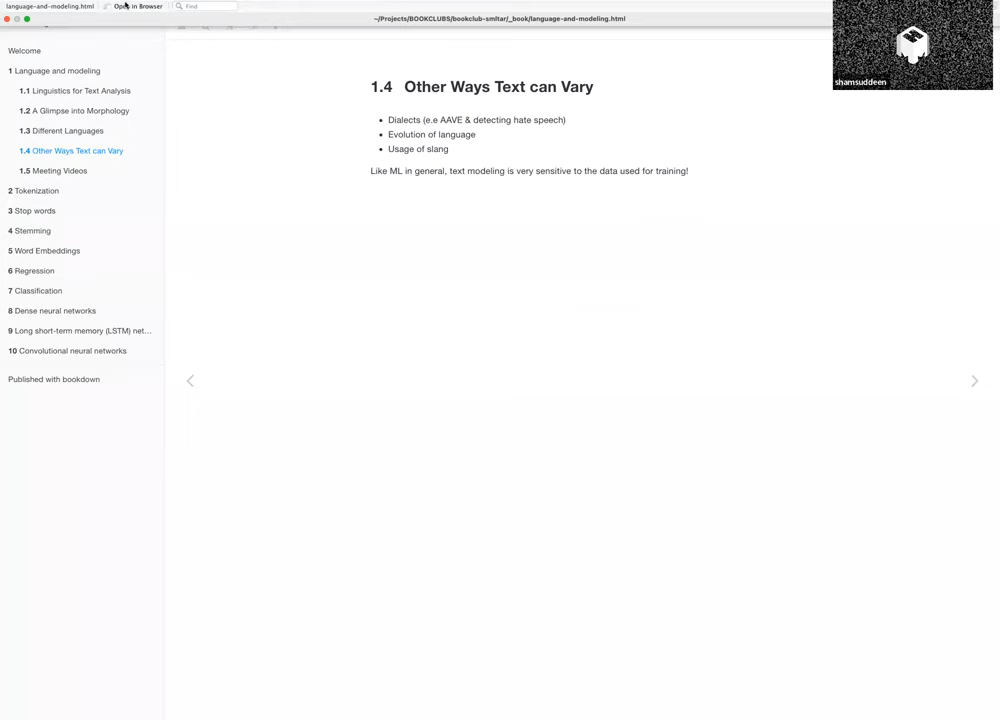 language-and-modeling.html Open in Browser Find
~/Projects/BOOKCLUBS/bookclub-smltar/_book/language-and-modeling.html
shamsuddeen
Welcome
1 Language and modeling
1.1 Linguistics for Text Analysis
1.2 A Glimpse into Morphology
1.3 Different Languages
1.4 Other Ways Text can Vary
1.5 Meeting Videos
2 Tokenization
3 Stop words
4 Stemming
5 Word Embeddings
6 Regression
7 Classification
8 Dense neural networks
9 Long short-term memory (LSTM) net...
10 Convolutional neural networks
Published with bookdown
1.4 Other Ways Text can Vary
• Dialects (e.e AAVE & detecting hate speech)
• Evolution of language
• Usage of slang
Like ML in general, text modeling is very sensitive to the data used for training!